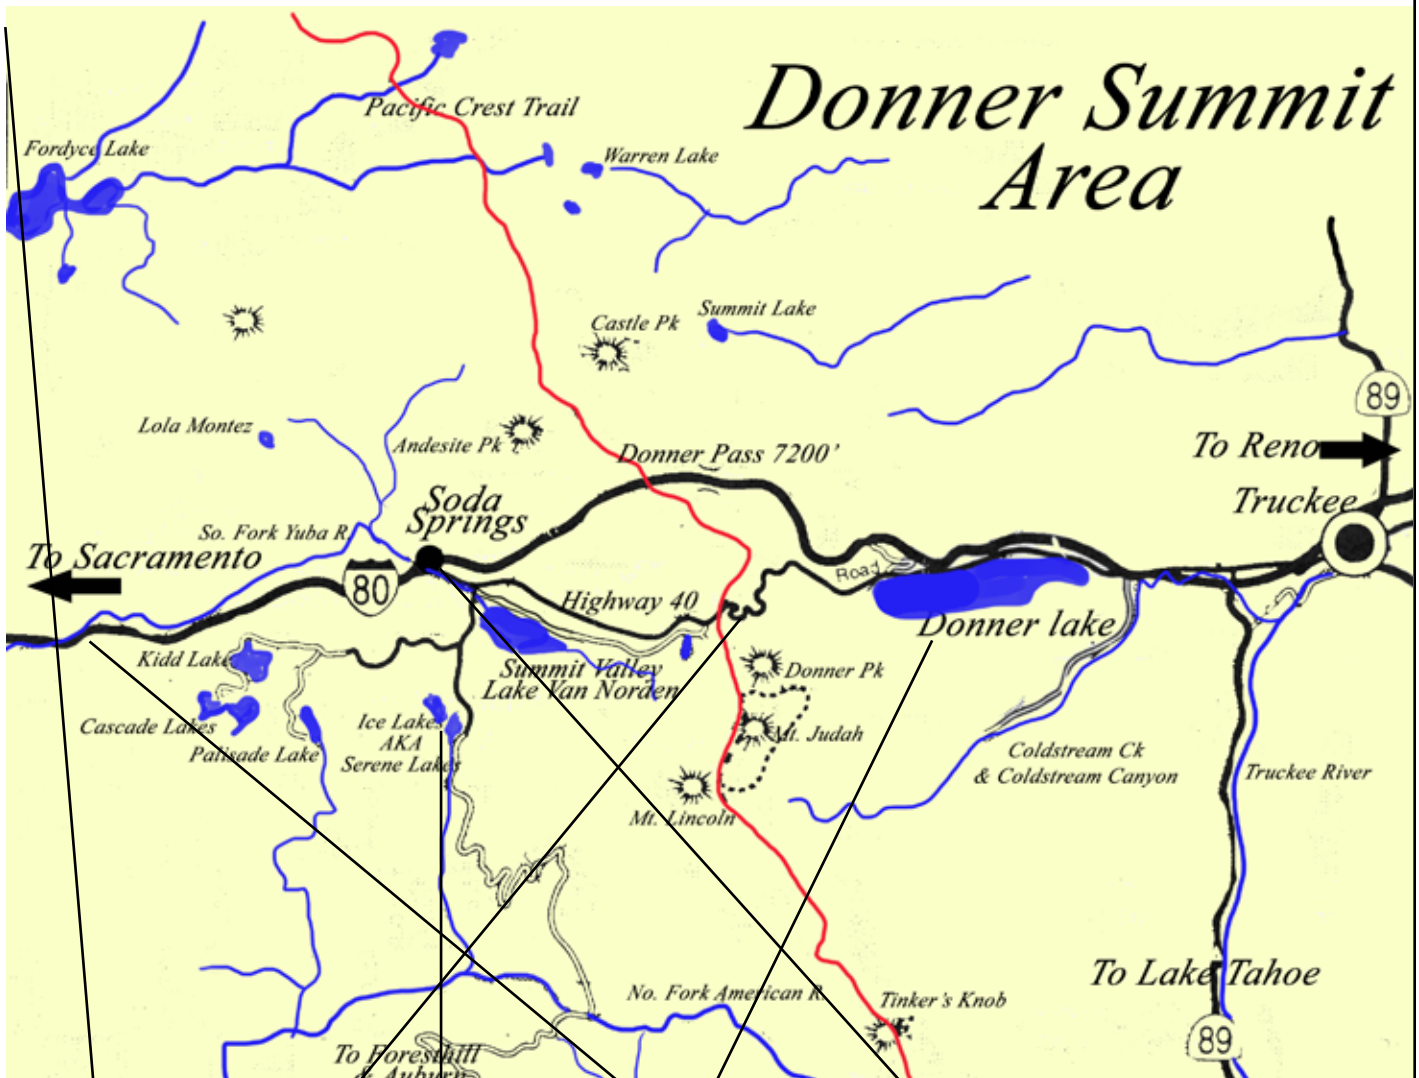 Donner Summit
Area
Pacific Crest Trail
Fordyce Lake
Warren Lake
Summit Lake
Castle Pk
89
Lola Montez
Andesite Pk
Donner Pass 7200’
To Reno
Truckee
Soda
Springs
So. Fork Yuba R.
To Sacramento
80
Road
Highway 40
Donner lake
Kidd Lake
Summit Valley
Lake Van Norden
Donner Pk
Cascade Lakes
Ice Lakes
AKA
Serene Lakes
Palisade Lake
Mt. Judah
Coldstream Ck
& Coldstream Canyon
Truckee River
Mt. Lincoln
To Lake Tahoe
No. Fork American R.
Tinker’s Knob
89
To Foresthill
& Auburn